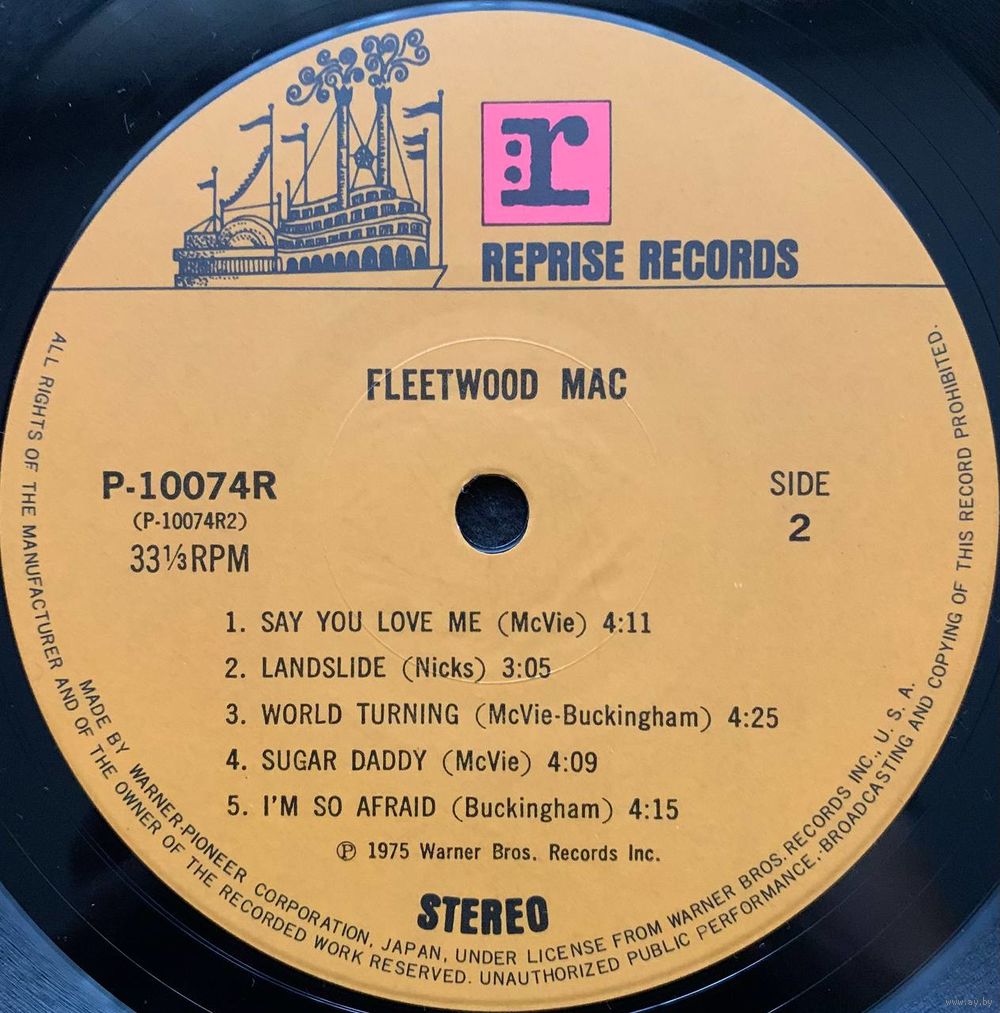 r
REPRISE RECORDS
FLEETWOOD MAC
P-10074R
(P-10074R2)
33⅓RPM
SIDE
2
1. SAY YOU LOVE ME (McVie) 4:11
2. LANDSLIDE (Nicks) 3:05
3. WORLD TURNING (McVie-Buckingham) 4:25
4. SUGAR DADDY (McVie) 4:09
5. I'M SO AFRAID (Buckingham) 4:15
Ⓟ 1975 Warner Bros. Records Inc.
STEREO
MADE BY WARNER-PIONEER CORPORATION, JAPAN, UNDER LICENSE FROM WARNER BROS. RECORDS INC., U. S. A.
ALL RIGHTS OF THE MANUFACTURER AND OF THE OWNER OF THE RECORDED WORK RESERVED. UNAUTHORIZED PUBLIC PERFORMANCE, BROADCASTING AND COPYING OF THIS RECORD PROHIBITED.
www.ay.by